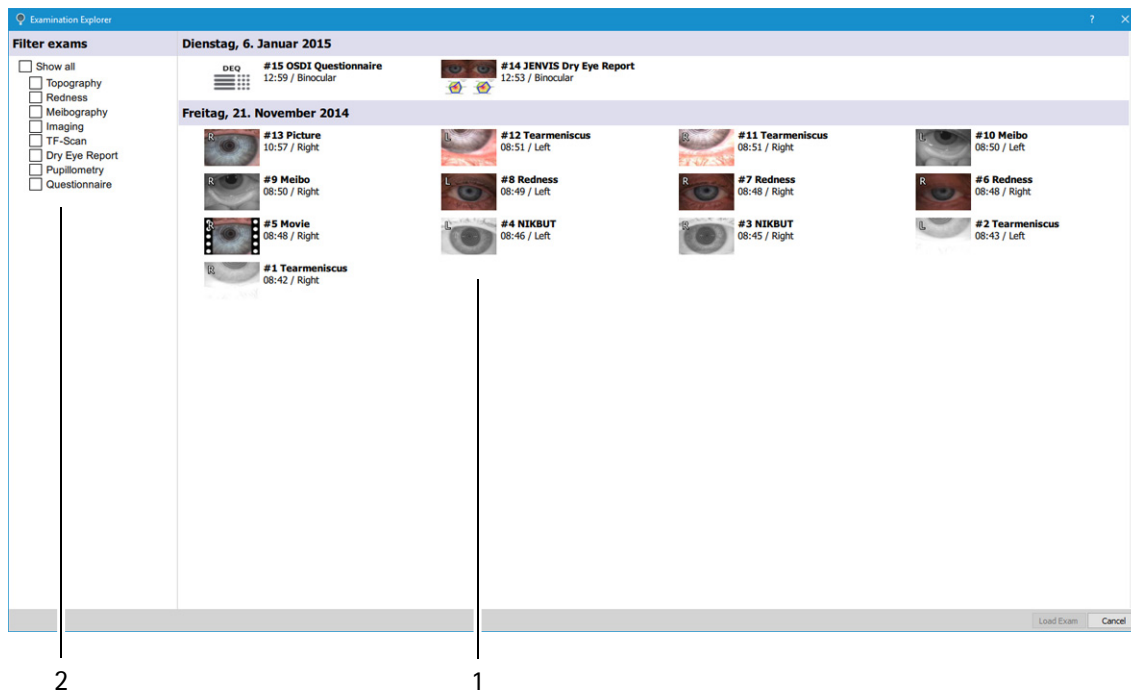 Examination Explorer
?
Filter exams
Show all
Topography
Redness
Meibography
Imaging
TF-Scan
Dry Eye Report
Pupillometry
Questionnaire
Dienstag, 6. Januar 2015
DEQ
#15 OSDI Questionnaire
12:59 / Binocular
#14 JENVIS Dry Eye Report
12:53 / Binocular
Freitag, 21. November 2014
R
#13 Picture
10:57 / Right
L
#12 Tearmeniscus
08:51 / Left
R
#11 Tearmeniscus
08:51 / Right
L
#10 Meibo
08:50 / Left
R
#9 Meibo
08:50 / Right
L
#8 Redness
08:49 / Left
R
#7 Redness
08:48 / Right
R
#6 Redness
08:48 / Right
R
#5 Movie
08:48 / Right
L
#4 NIKBUT
08:46 / Left
R
#3 NIKBUT
08:45 / Right
L
#2 Tearmeniscus
08:43 / Left
R
#1 Tearmeniscus
08:42 / Right
Load Exam
Cancel
2
1